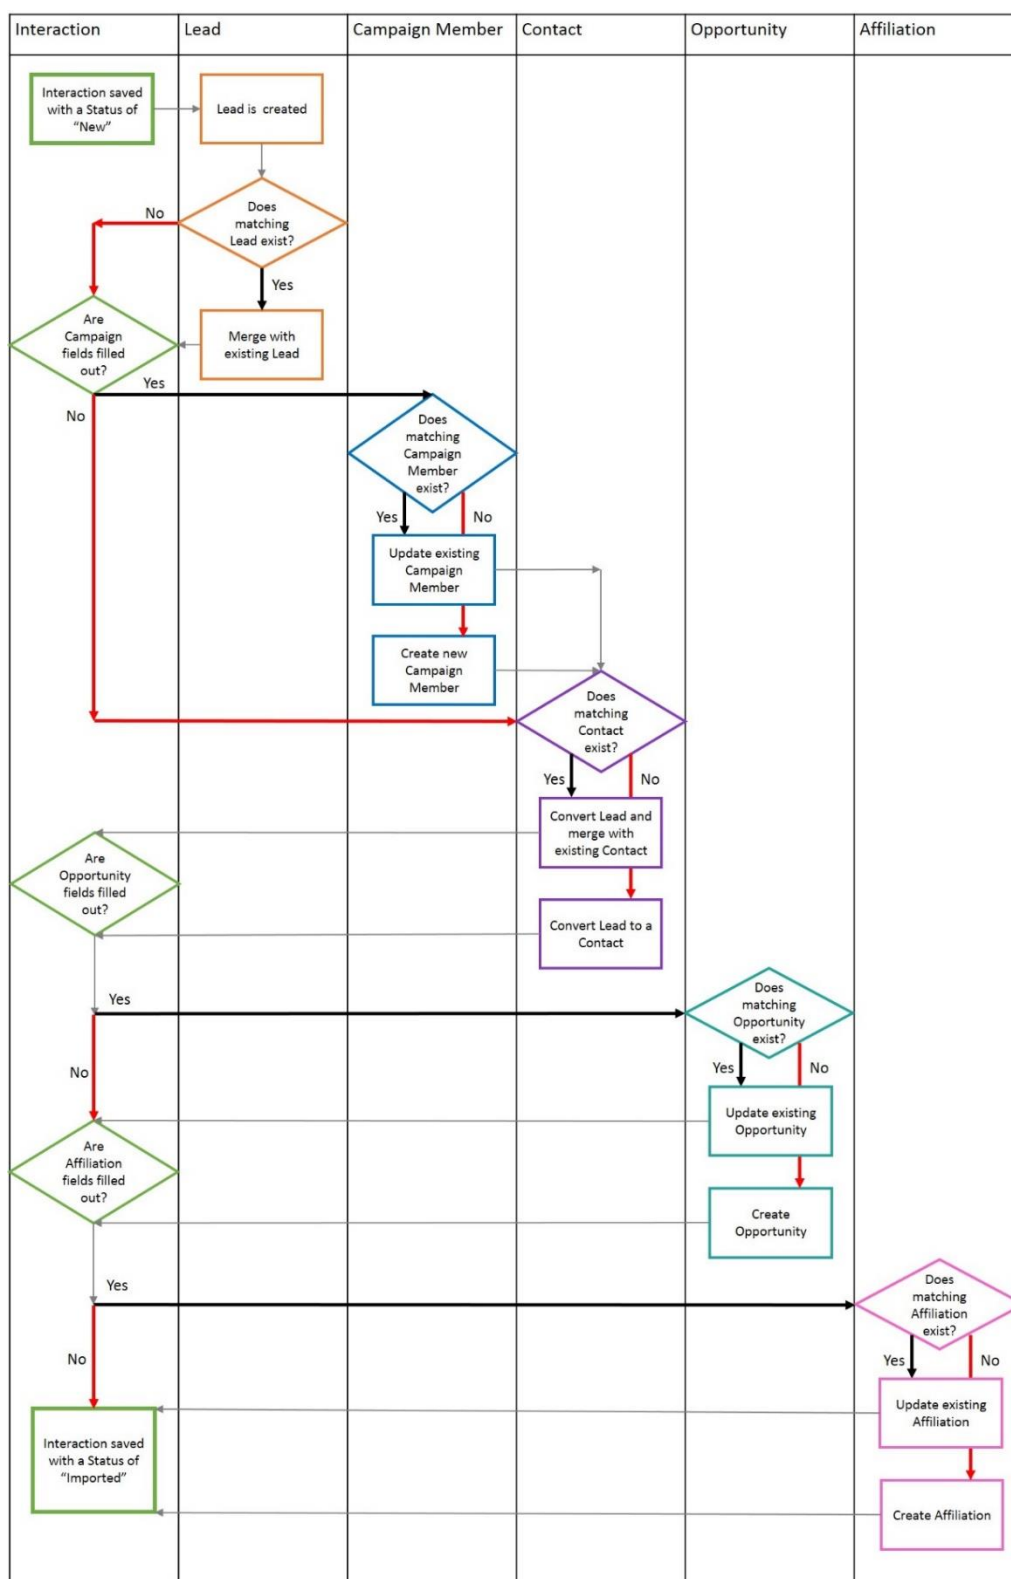 Interaction
Lead
Campaign Member
Contact
Opportunity
Affiliation
Interaction saved
with a Status of
“New”
Lead is created
Does
matching
Lead exist?
No
Yes
Are
Campaign
fields filled
out?
Merge with
existing Lead
Yes
No
Does
matching
Campaign
Member
exist?
Yes
No
Update existing
Campaign
Member
Create new
Campaign
Member
Does
matching
Contact
exist?
Yes
No
Convert Lead and
merge with
existing Contact
Are
Opportunity
fields filled
out?
Convert Lead to a
Contact
Yes
No
Does
matching
Opportunity
exist?
Yes
No
Update existing
Opportunity
Are
Affiliation
fields filled
out?
Create
Opportunity
Yes
No
Does
matching
Affiliation
exist?
Yes
No
Update existing
Affiliation
Interaction saved
with a Status of
“Imported”
Create Affiliation